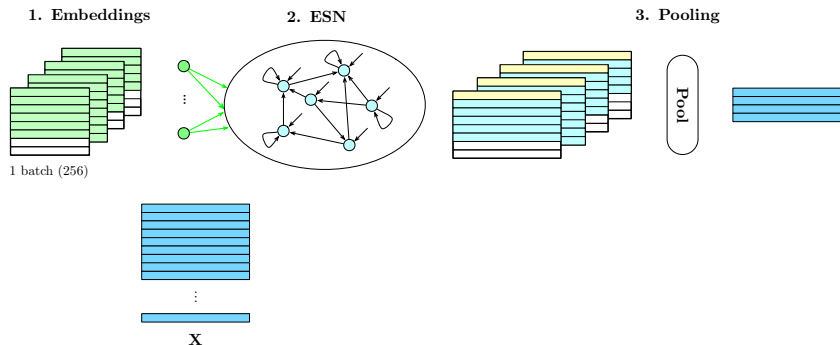 1. Embeddings
2. ESN
3. Pooling
Pool
1 batch (256)
X